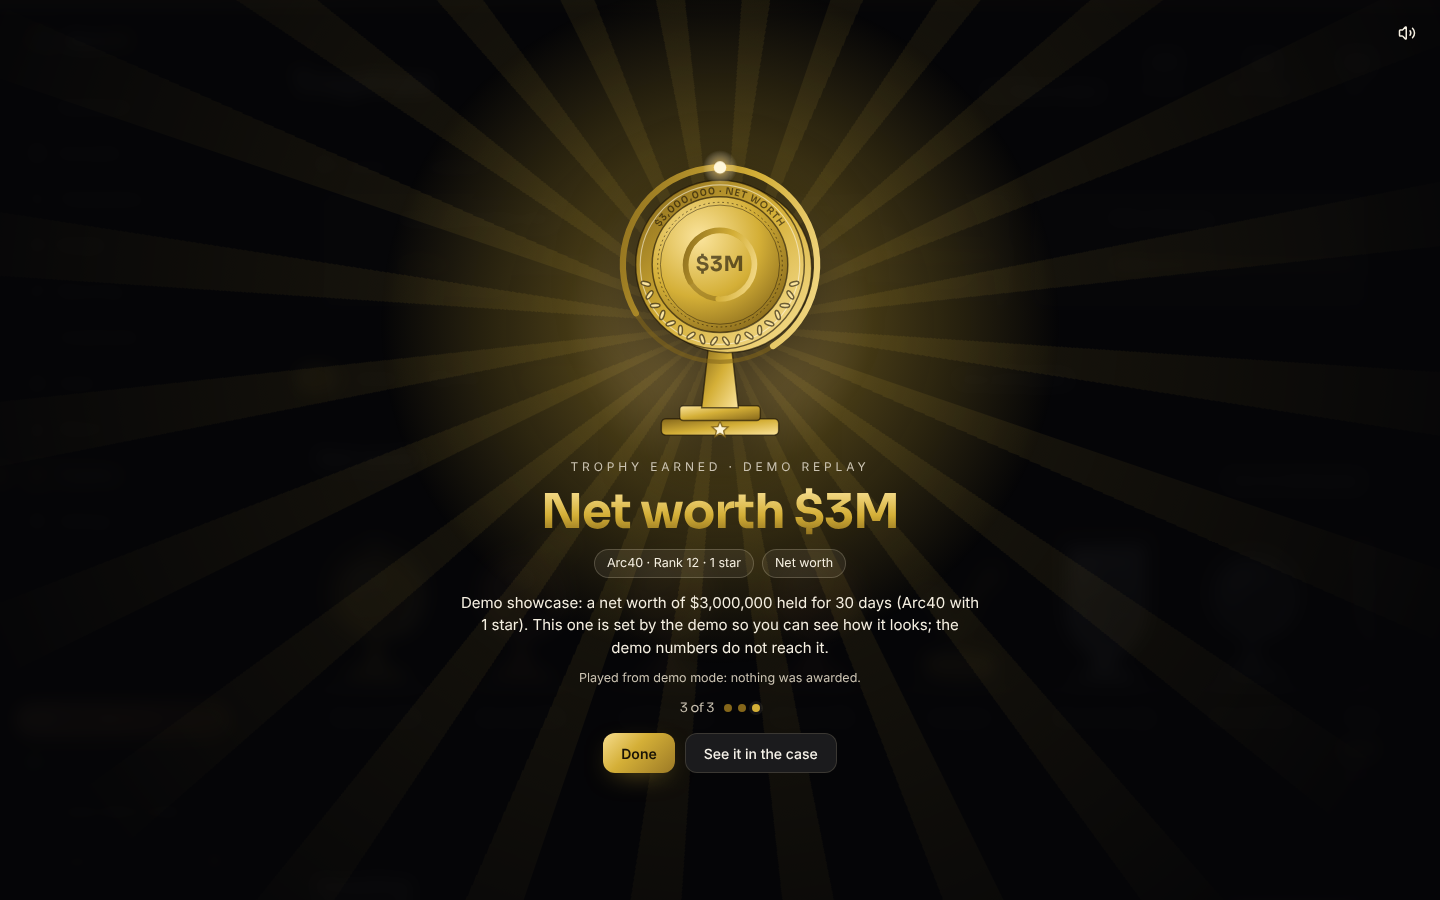 $3,000,000 · NET WORTH
$3M
TROPHY EARNED · DEMO REPLAY
Net worth $3M
Arc40 · Rank 12 · 1 star
Net worth
Demo showcase: a net worth of $3,000,000 held for 30 days (Arc40 with
1 star). This one is set by the demo so you can see how it looks; the
demo numbers do not reach it.
Played from demo mode: nothing was awarded.
3 of 3
Done
See it in the case